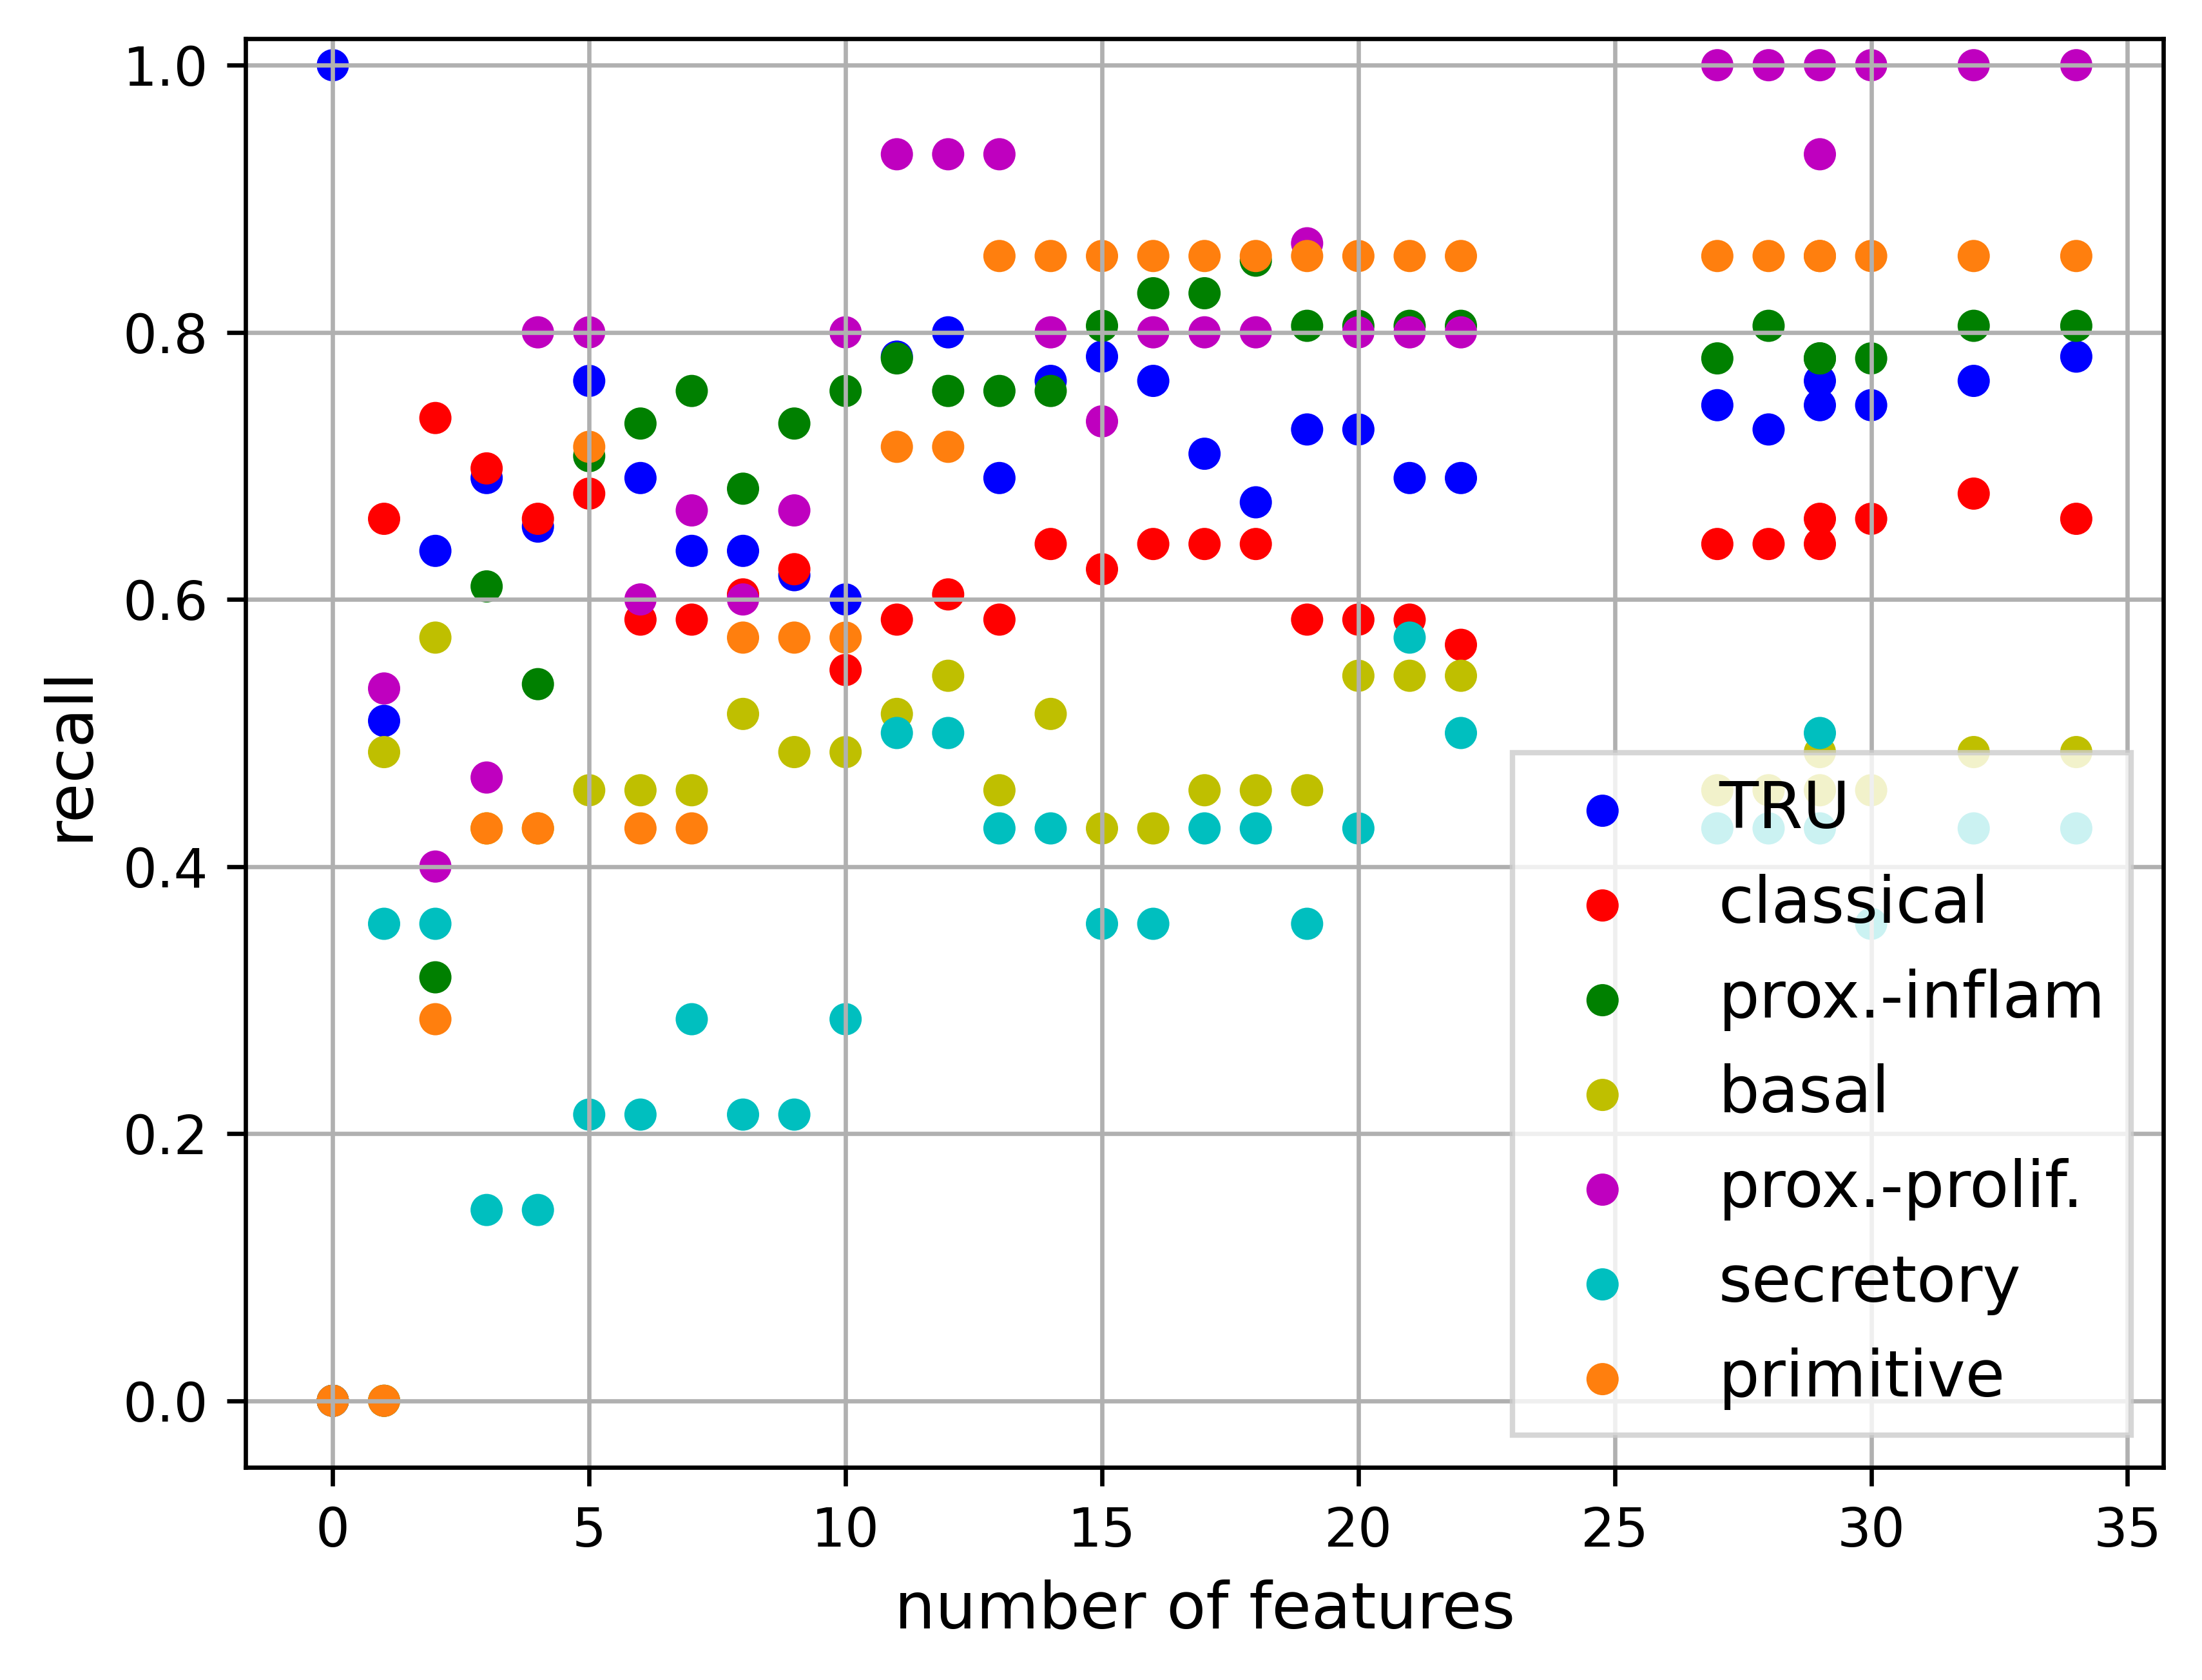 1.0
0.8
0.6
0.4
0.2
0.0
recall
0 5 10 15 20 25 30 35
number of features
TRU
classical
prox.-inflam
basal
prox.-prolif.
secretory
primitive